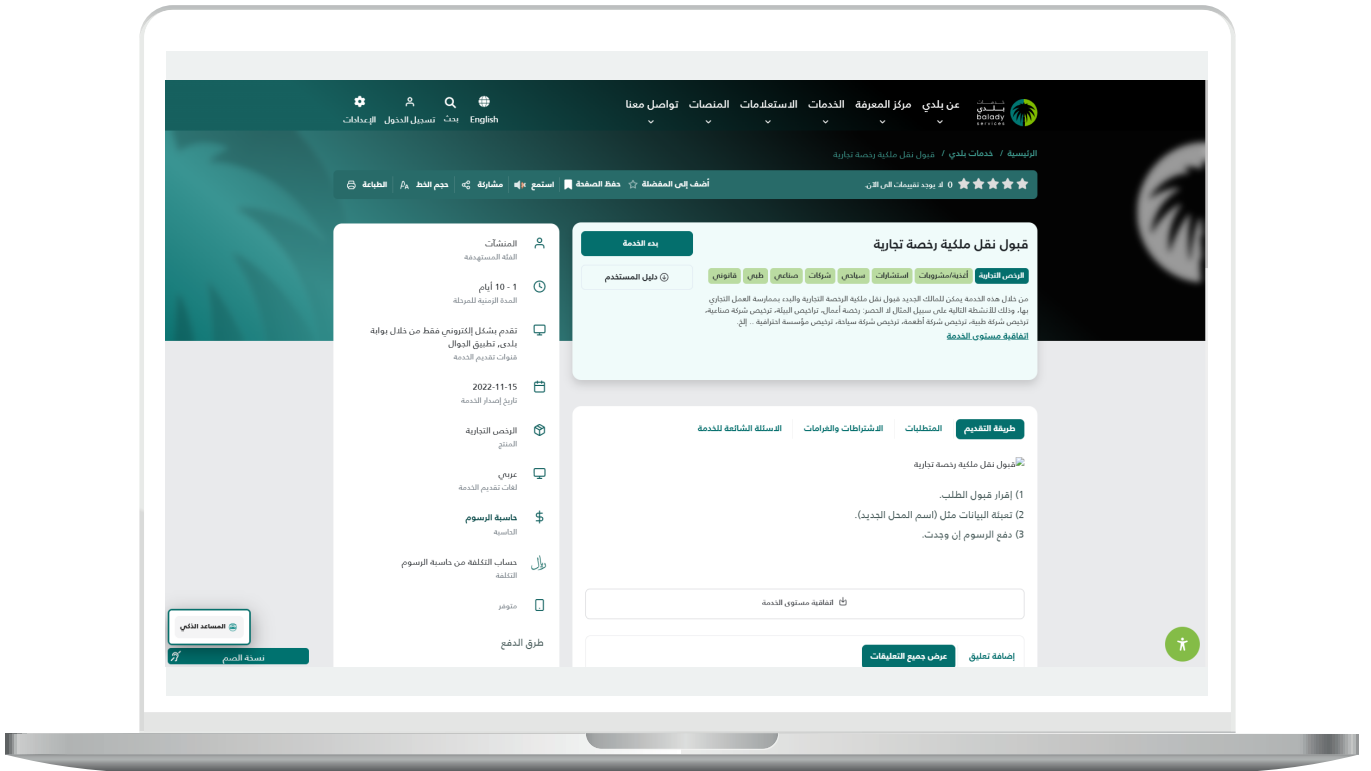 خدمات
بلدي
balady
services
عن بلدي
مركز المعرفة
الخدمات
الاستعلامات
المنصات
تواصل معنا
English
بحث
تسجيل الدخول
الإعدادات
الرئيسية / خدمات بلدي / قبول نقل ملكية رخصة تجارية
0 لا يوجد تقييمات الى الآن.
أضف إلى المفضلة
حفظ الصفحة
استمع
مشاركة
حجم الخط
الطباعة
قبول نقل ملكية رخصة تجارية
بدء الخدمة
دليل المستخدم
الرخص التجارية
أغذية/مشروبات
استشارات
سياحي
شركات
صناعي
طبي
قانوني
من خلال هذه الخدمة يمكن للمالك الجديد قبول نقل ملكية الرخصة التجارية والبدء بممارسة العمل التجاري
بها، وذلك للأنشطة التالية على سبيل المثال لا الحصر: رخصة أعمال، تراخيص البيئة، ترخيص شركة صناعية،
ترخيص شركة طبية، ترخيص شركة أطعمة، ترخيص شركة سياحة، ترخيص مؤسسة احترافية .. إلخ.
اتفاقية مستوى الخدمة
طريقة التقديم
المتطلبات
الاشتراطات والغرامات
الاسئلة الشائعة للخدمة
قبول نقل ملكية رخصة تجارية
1) إقرار قبول الطلب.
2) تعبئة البيانات مثل (اسم المحل الجديد).
3) دفع الرسوم إن وجدت.
اتفاقية مستوى الخدمة
إضافة تعليق
عرض جميع التعليقات
المنشآت
الفئة المستهدفة
1 - 10 أيام
المدة الزمنية للمرحلة
تقدم بشكل إلكتروني فقط من خلال بوابة
بلدي, تطبيق الجوال
قنوات تقديم الخدمة
2022-11-15
تاريخ إصدار الخدمة
الرخص التجارية
المنتج
عربي
لغات تقديم الخدمة
حاسبة الرسوم
الحاسبة
حساب التكلفة من حاسبة الرسوم
التكلفة
متوفر
طرق الدفع
المساعد الذكي
نسخة الصم